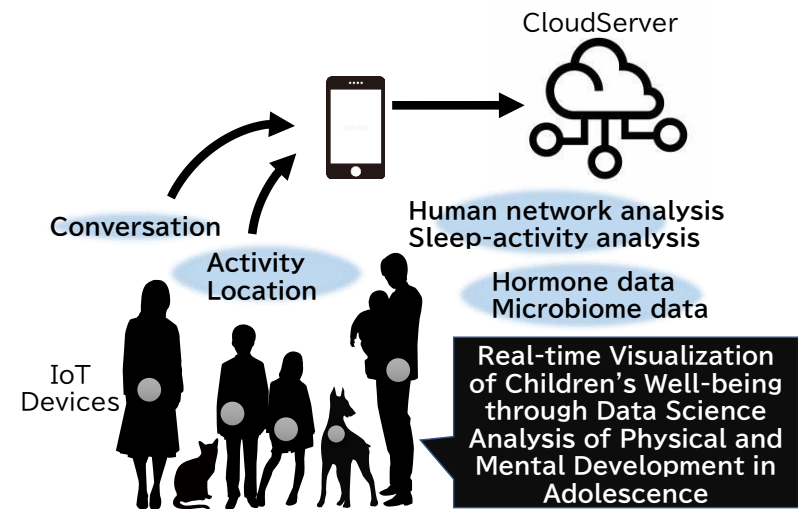 CloudServer
Conversation
Activity
Location
Human network analysis
Sleep-activity analysis
Hormone data
Microbiome data
IoT
Devices
Real-time Visualization
of Children’s Well-being
through Data Science
Analysis of Physical and
Mental Development in
Adolescence